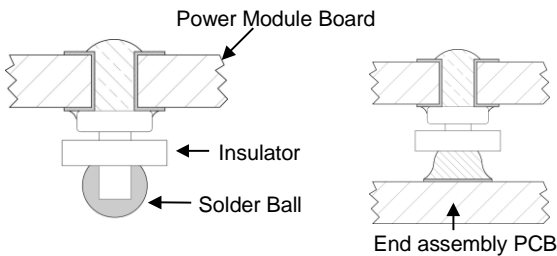 Power Module Board
Insulator
Solder Ball
End assembly PCB